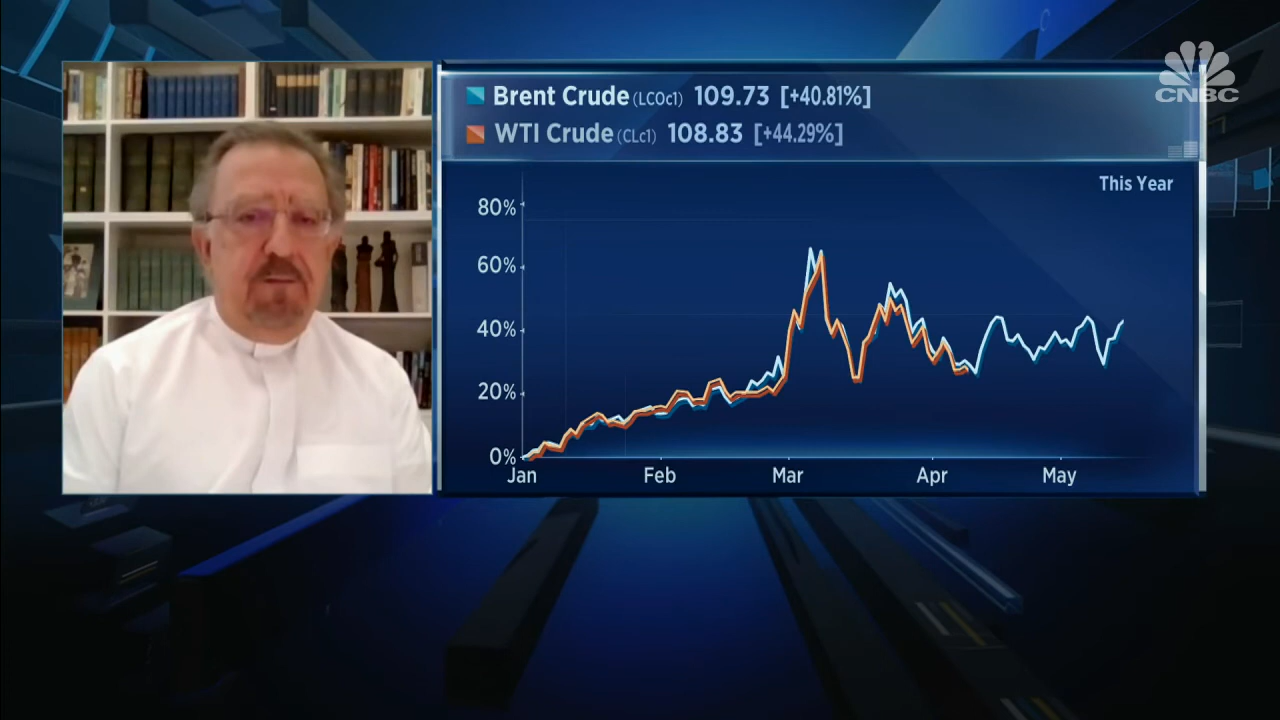 CNBC
Brent Crude (LCOc1) 109.73 [+40.81%]
WTI Crude (CLc1) 108.83 [+44.29%]
This Year
80%
60%
40%
20%
0%
Jan Feb Mar Apr May